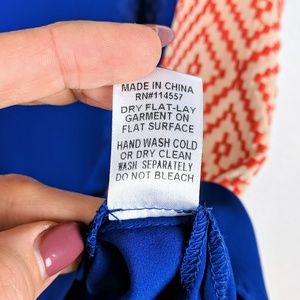 MADE IN CHINA
RN#114557
DRY FLAT-LAY
GARMENT ON
FLAT SURFACE
HAND WASH COLD
OR DRY CLEAN
WASH SEPARATELY
DO NOT BLEACH